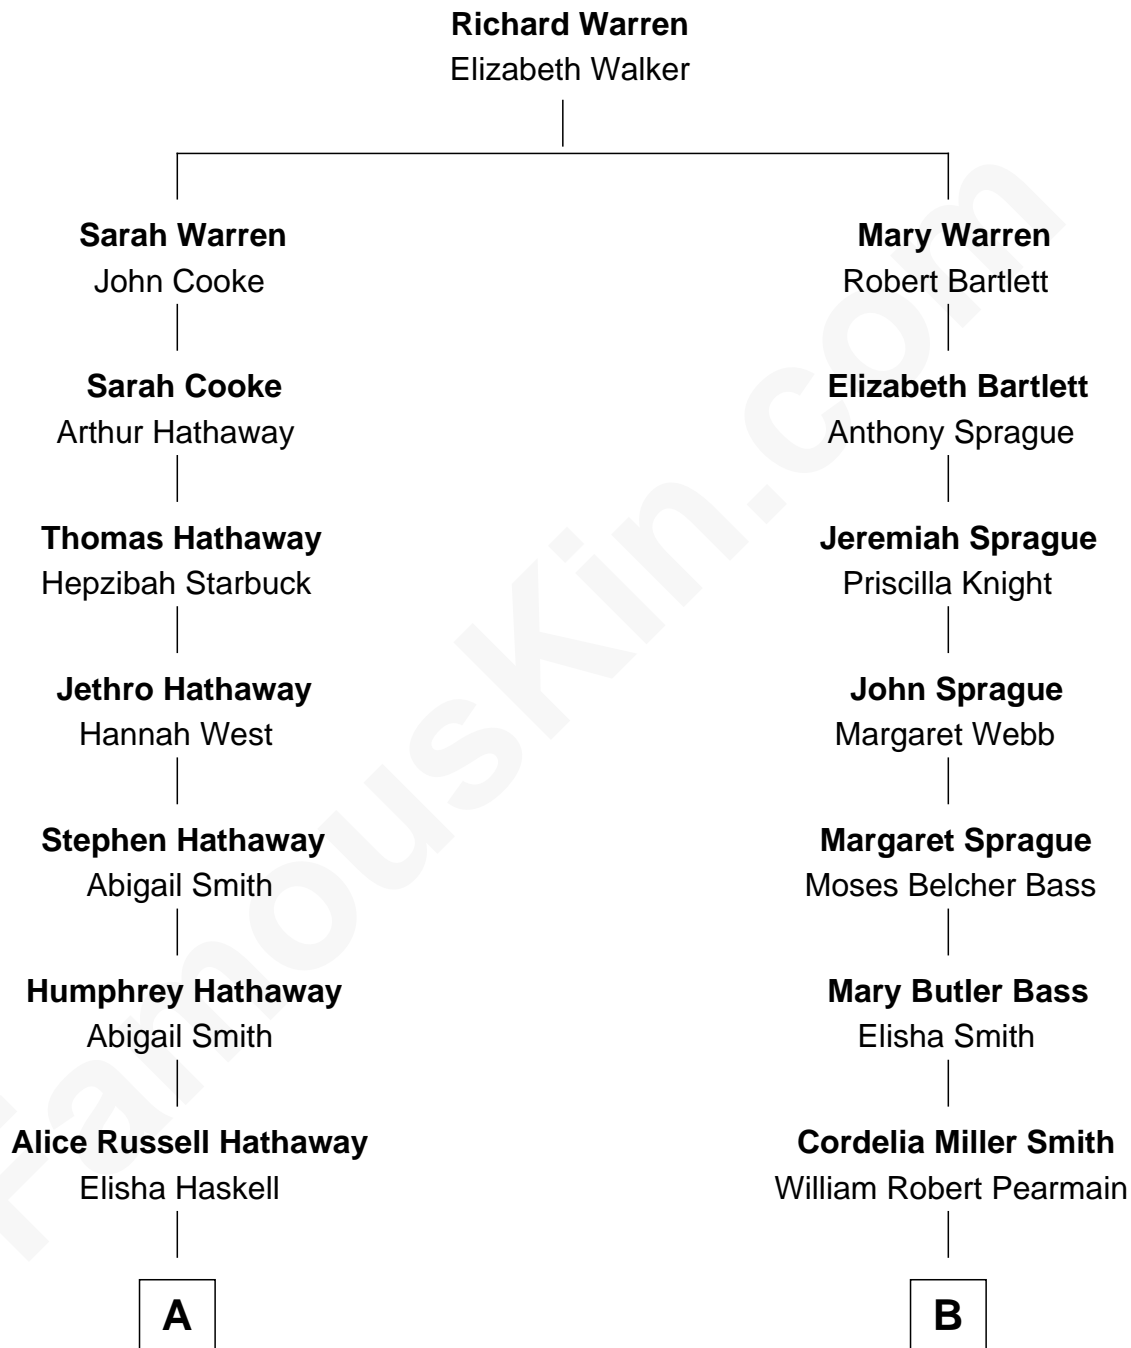 Richard Warren
Elizabeth Walker
Sarah Warren
John Cooke
Mary Warren
Robert Bartlett
Sarah Cooke
Arthur Hathaway
Elizabeth Bartlett
Anthony Sprague
Thomas Hathaway
Hepzibah Starbuck
Jeremiah Sprague
Priscilla Knight
Jethro Hathaway
Hannah West
John Sprague
Margaret Webb
Stephen Hathaway
Abigail Smith
Margaret Sprague
Moses Belcher Bass
Humphrey Hathaway
Abigail Smith
Mary Butler Bass
Elisha Smith
Alice Russell Hathaway
Elisha Haskell
Cordelia Miller Smith
William Robert Pearmain
A
B
FamousKin.com